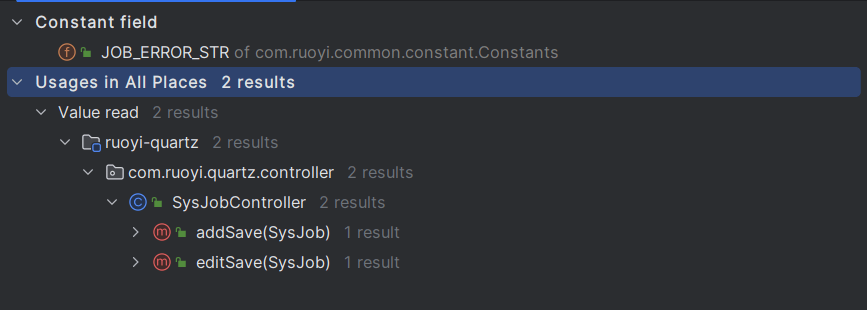 Constant field
JOB_ERROR_STR of com.ruoyi.common.constant.Constants
Usages in All Places 2 results
Value read 2 results
ruoyi-quartz 2 results
com.ruoyi.quartz.controller 2 results
SysJobController 2 results
addSave(SysJob) 1 result
editSave(SysJob) 1 result